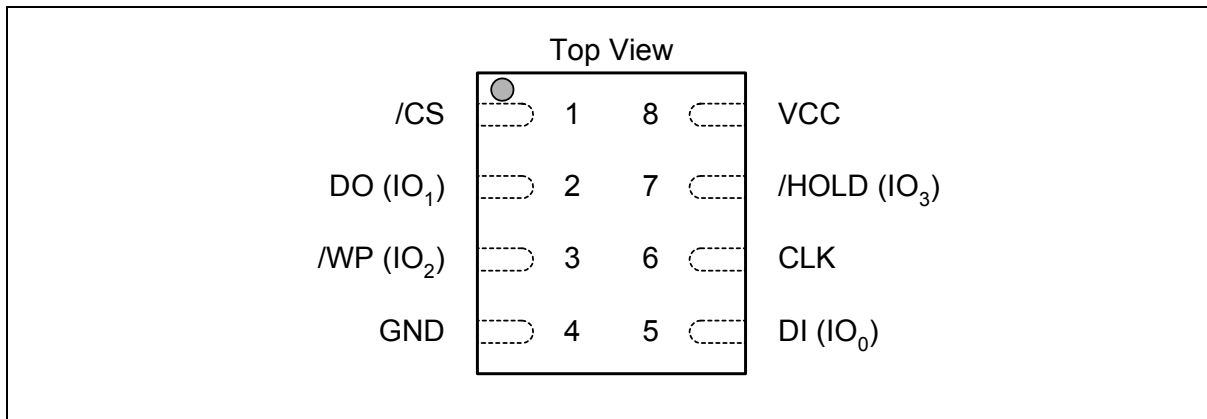 Top View
/CS 1 8 VCC
DO (IO₁) 2 7 /HOLD (IO₃)
/WP (IO₂) 3 6 CLK
GND 4 5 DI (IO₀)